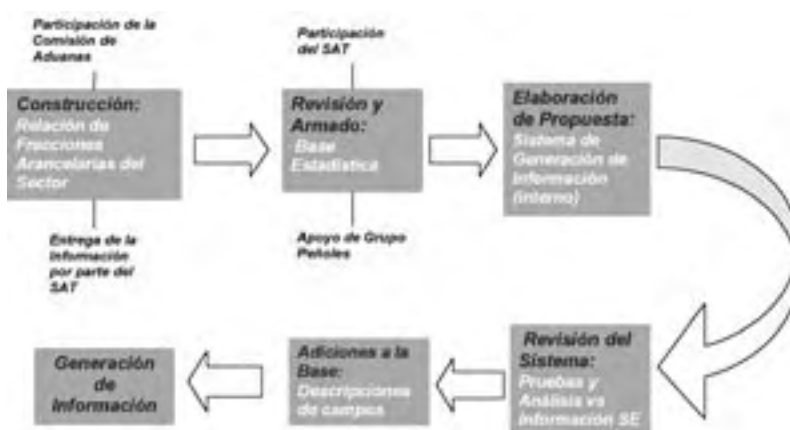 Participación de la
Comisión de
Aduanas
Construcción:
Relación de
Fracciones
Arancelarias del
Sector
Entrega de la
Información
por parte del
SAT
Participación
del SAT
Revisión y
Armado:
Base
Estadística
Apoyo de Grupo
Peñoles
Elaboración
de Propuesta:
Sistema de
Generación de
Información
(interno)
Revisión del
Sistema:
Pruebas y
Análisis vs
Información SE
Adiciones a la
Base:
Descripciones
de campos
Generación
de
Información